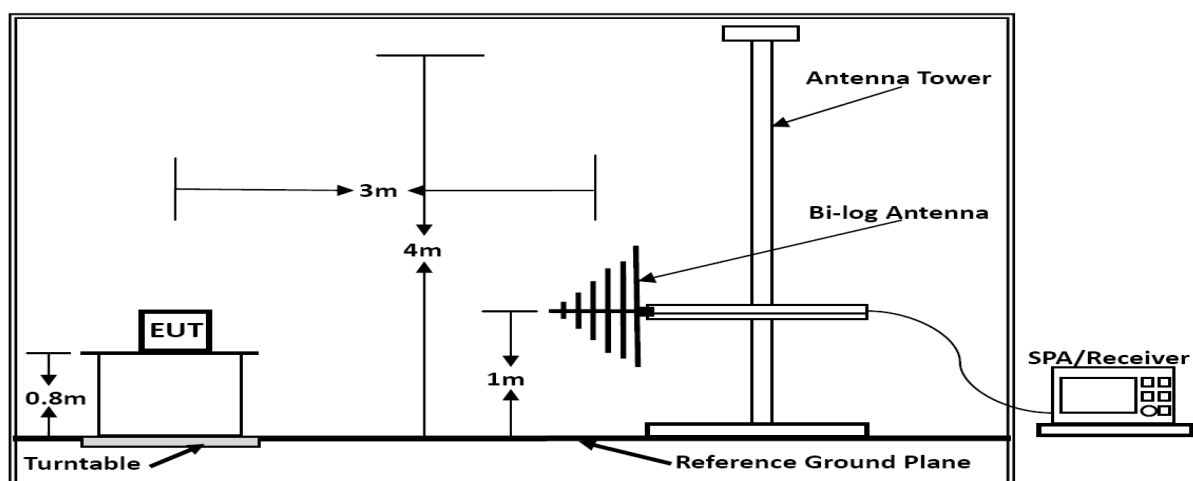 Antenna Tower
3m
Bi-log Antenna
4m
EUT
1m
0.8m
SPA/Receiver
Turntable
Reference Ground Plane